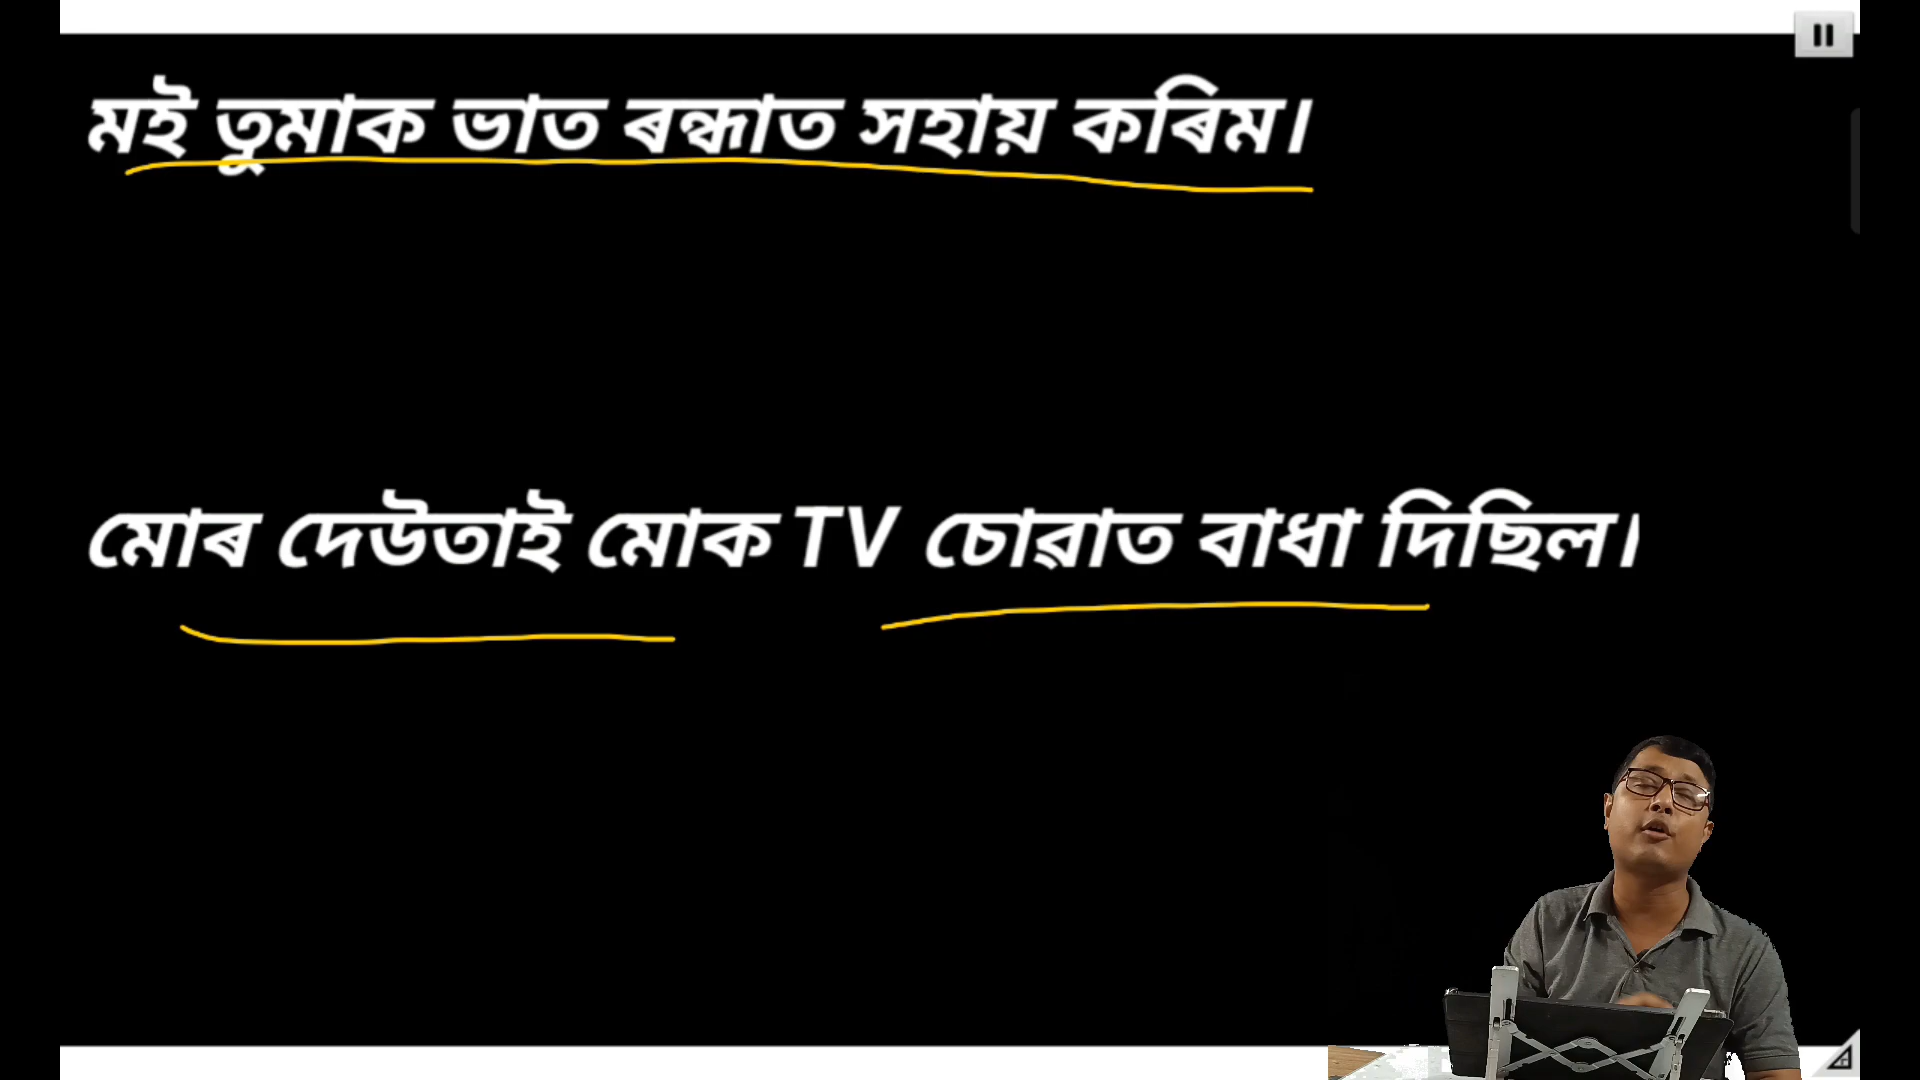 মই তুমাক ভাত ৰন্ধাত সহায় কৰিম।
মোৰ দেউতাই মোক TV চোৱাত বাধা দিছিল।